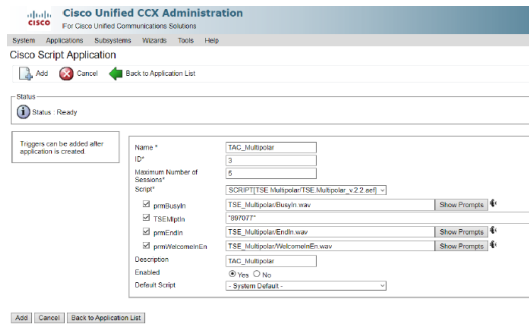 cisco
Cisco Unified CCX Administration
For Cisco Unified Communications Solutions
System Applications Subsystems Wizards Tools Help
Cisco Script Application
Add Cancel Back to Application List
Status
Status : Ready
Triggers can be added after
application is created.
Name * TAC_Multipolar
ID* 3
Maximum Number of
Sessions* 5
Script* SCRIPT[TSE Multipolar/TSE.Multipolar_v.2.2.aef]
prmBusyIn TSE_Multipolar/BusyIn.wav Show Prompts
TSEMltpIn "897077"
prmEndIn TSE_Multipolar/EndIn.wav Show Prompts
prmWelcomeInEn TSE_Multipolar/WelcomeInEn.wav Show Prompts
Description TAC_Multipolar
Enabled Yes No
Default Script - System Default -
Add Cancel Back to Application List